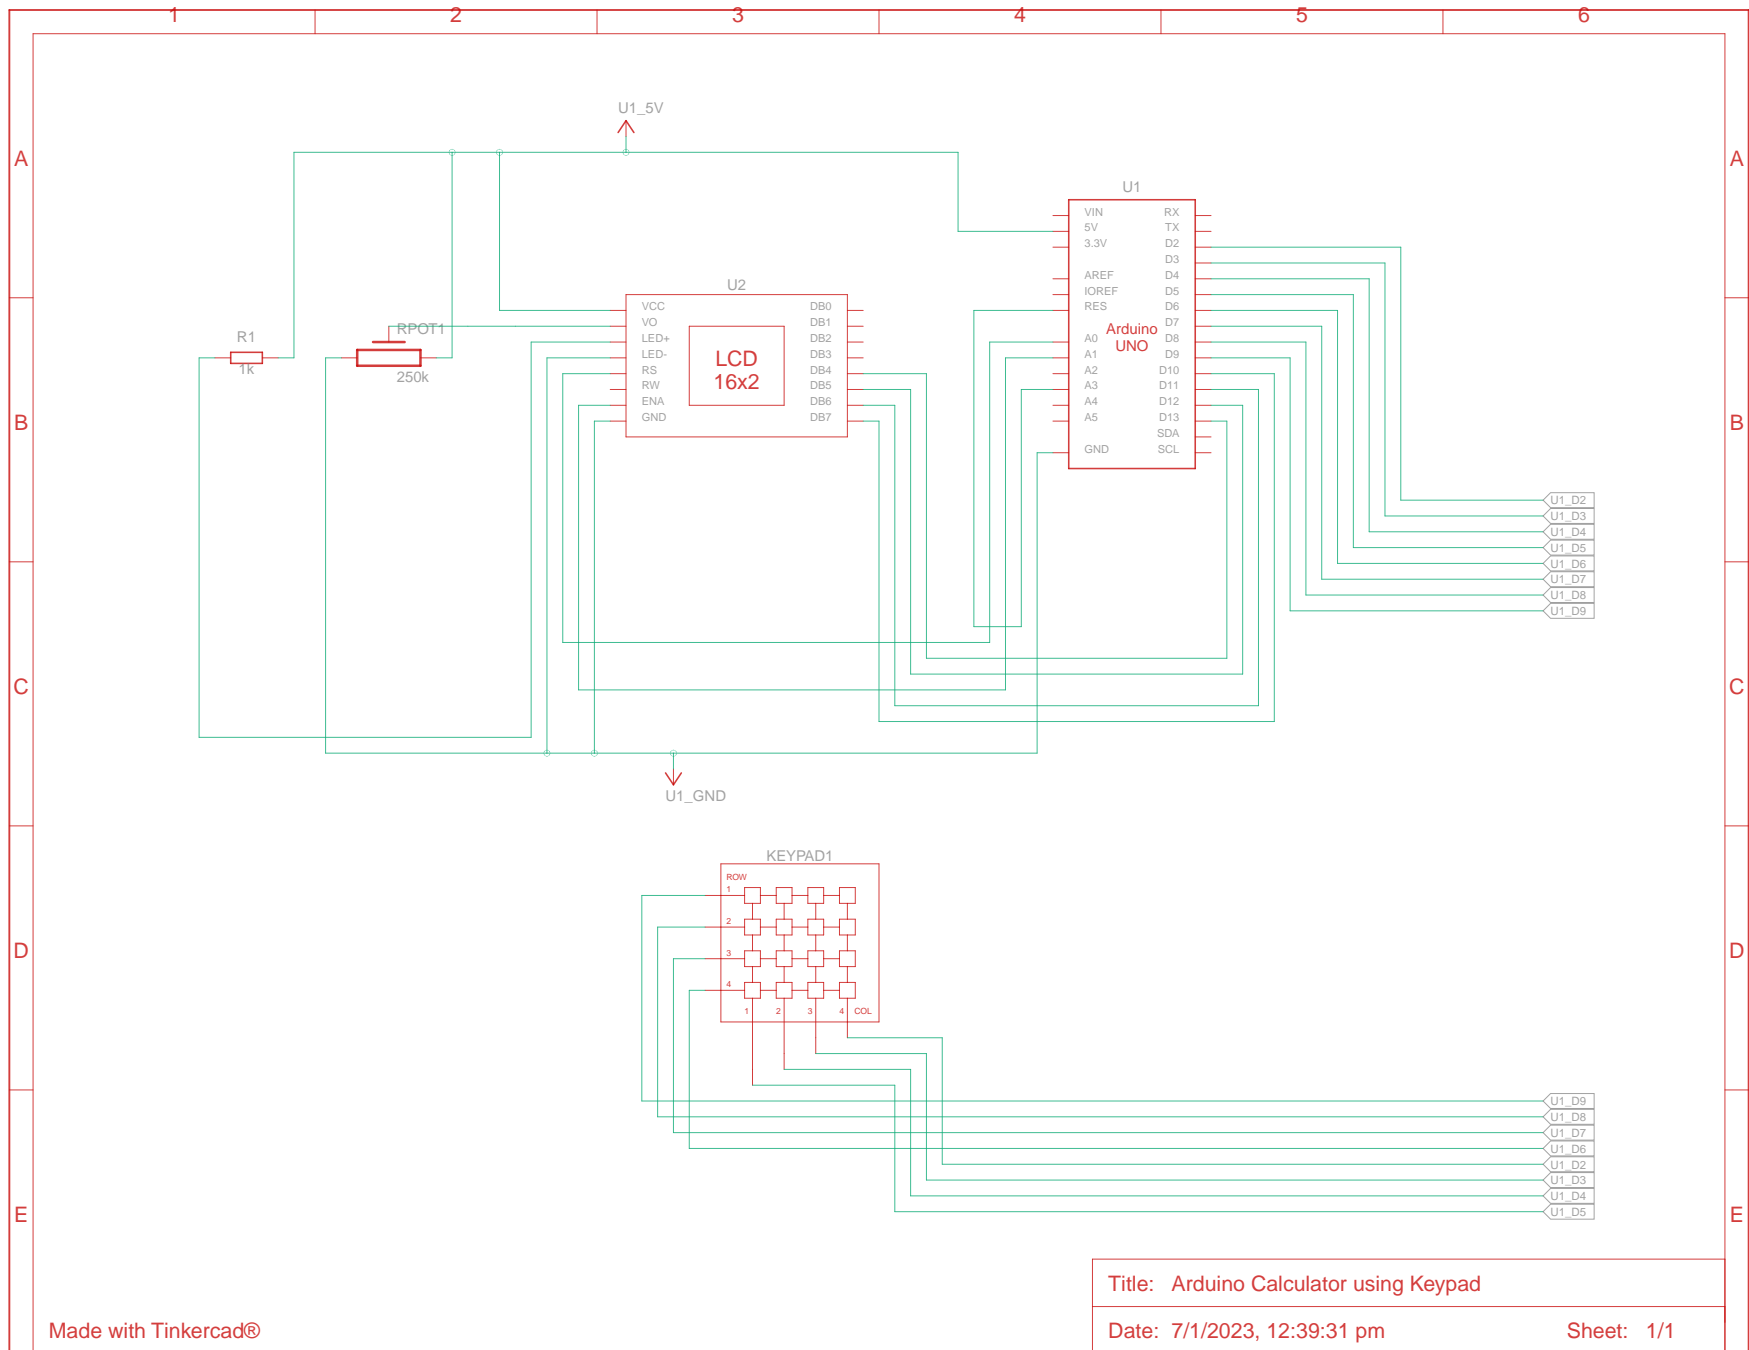 1 2 3 4 5 6
U1_5V
A A
U1
VIN RX
5V TX
3.3V D2
D3
AREF D4
IOREF D5
RES D6
D7
Arduino
UNO
A0 D8
A1 D9
A2 D10
A3 D11
A4 D12
A5 D13
SDA
GND SCL
U2
VCC DB0
VO DB1
LED+ DB2
LED- DB3
RS DB4
RW DB5
ENA DB6
GND DB7
LCD
16x2
R1
1k
RPOT1
250k
B B
U1_D2
U1_D3
U1_D4
U1_D5
U1_D6
U1_D7
U1_D8
U1_D9
C C
U1_GND
KEYPAD1
ROW
1
2
3
4
1 2 3 4 COL
D D
U1_D9
U1_D8
U1_D7
U1_D6
U1_D2
U1_D3
U1_D4
U1_D5
E E
Title: Arduino Calculator using Keypad
Made with Tinkercad®
Date: 7/1/2023, 12:39:31 pm Sheet: 1/1